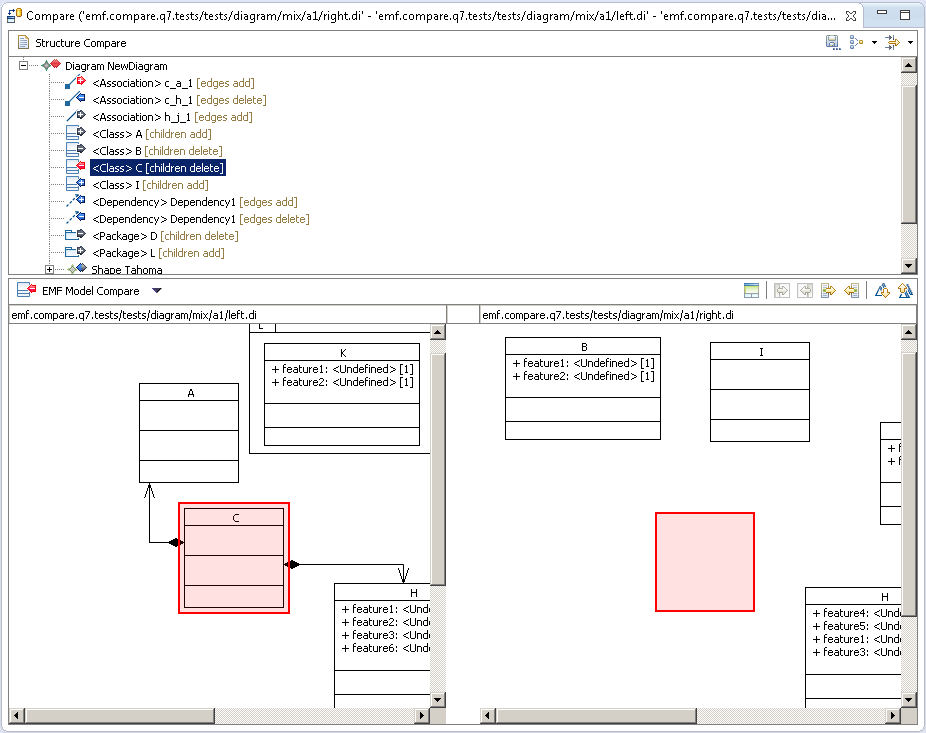 Compare ('emf.compare.q7.tests/tests/diagram/mix/a1/right.di' - 'emf.compare.q7.tests/tests/diagram/mix/a1/left.di' - 'emf.compare.q7.tests/tests/dia...
Structure Compare
Diagram NewDiagram
<Association> c_a_1 [edges add]
<Association> c_h_1 [edges delete]
<Association> h_j_1 [edges add]
<Class> A [children add]
<Class> B [children delete]
<Class> C [children delete]
<Class> I [children add]
<Dependency> Dependency1 [edges add]
<Dependency> Dependency1 [edges delete]
<Package> D [children delete]
<Package> L [children add]
Shape Tahoma
EMF Model Compare
emf.compare.q7.tests/tests/diagram/mix/a1/left.di
emf.compare.q7.tests/tests/diagram/mix/a1/right.di
L
K
+ feature1: <Undefined> [1]
+ feature2: <Undefined> [1]
A
C
H
+ feature1: <Und
+ feature2: <Und
+ feature3: <Und
+ feature6: <Und
B
+ feature1: <Undefined> [1]
+ feature2: <Undefined> [1]
I
+ f
+ f
H
+ feature4: <Und
+ feature5: <Und
+ feature1: <Und
+ feature3: <Und